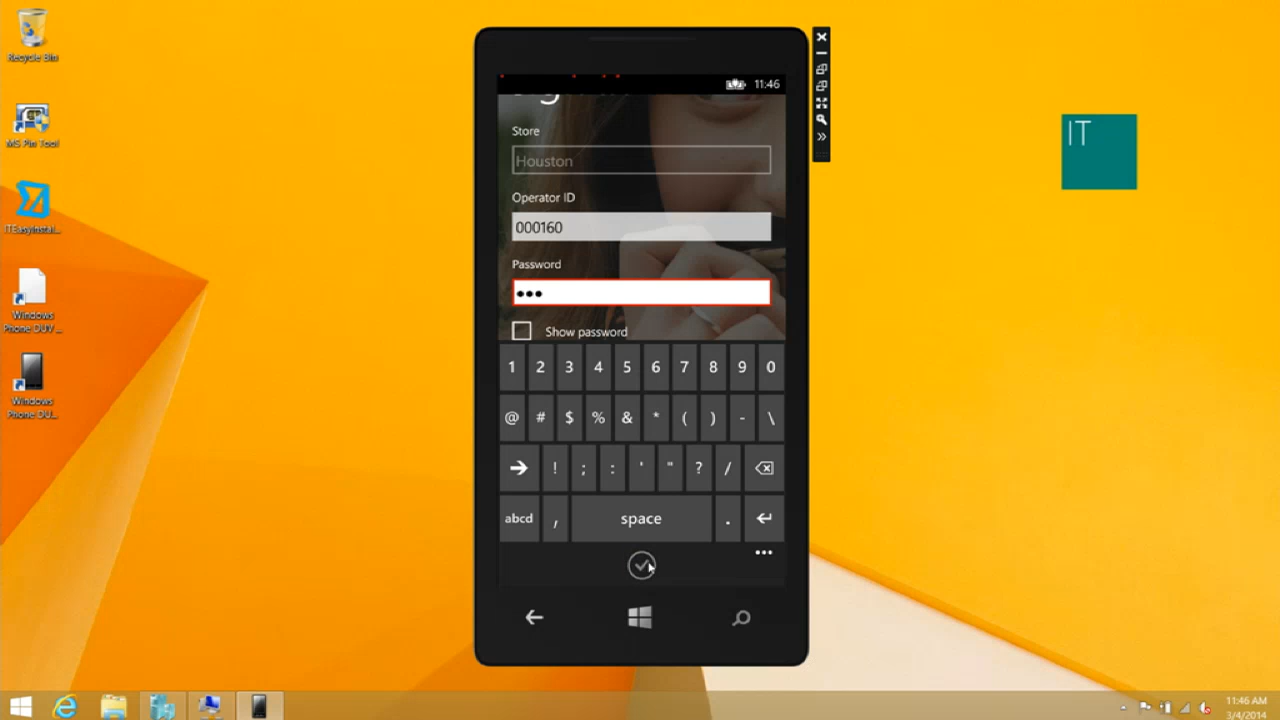 Recycle Bin
MS Pin Tool
ITEasyInstal...
Windows
Phone DUV ...
Windows
Phone DU...
11:46
Store
Houston
Operator ID
000160
Password
•••
Show password
1 2 3 4 5 6 7 8 9 0
@ # $ % & * ( ) - \
! ; : ' " ? /
abcd , space .
IT
11:46 AM
3/4/2014